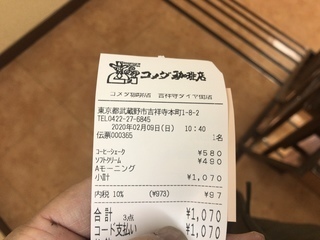 コメダ珈琲店
コメダ珈琲店 吉祥寺ダイヤ街店
東京都武蔵野市吉祥寺本町1-8-2
TEL0422-27-6845
2020年02月09日(日) 10:40
伝票000365 1名
コーヒーシェーク ¥580
ソフトクリーム ¥490
Aモーニング
小計 ¥1,070
内税 10% (¥973) ¥97
合計 3点 ¥1,070
コード支払い ¥1,070